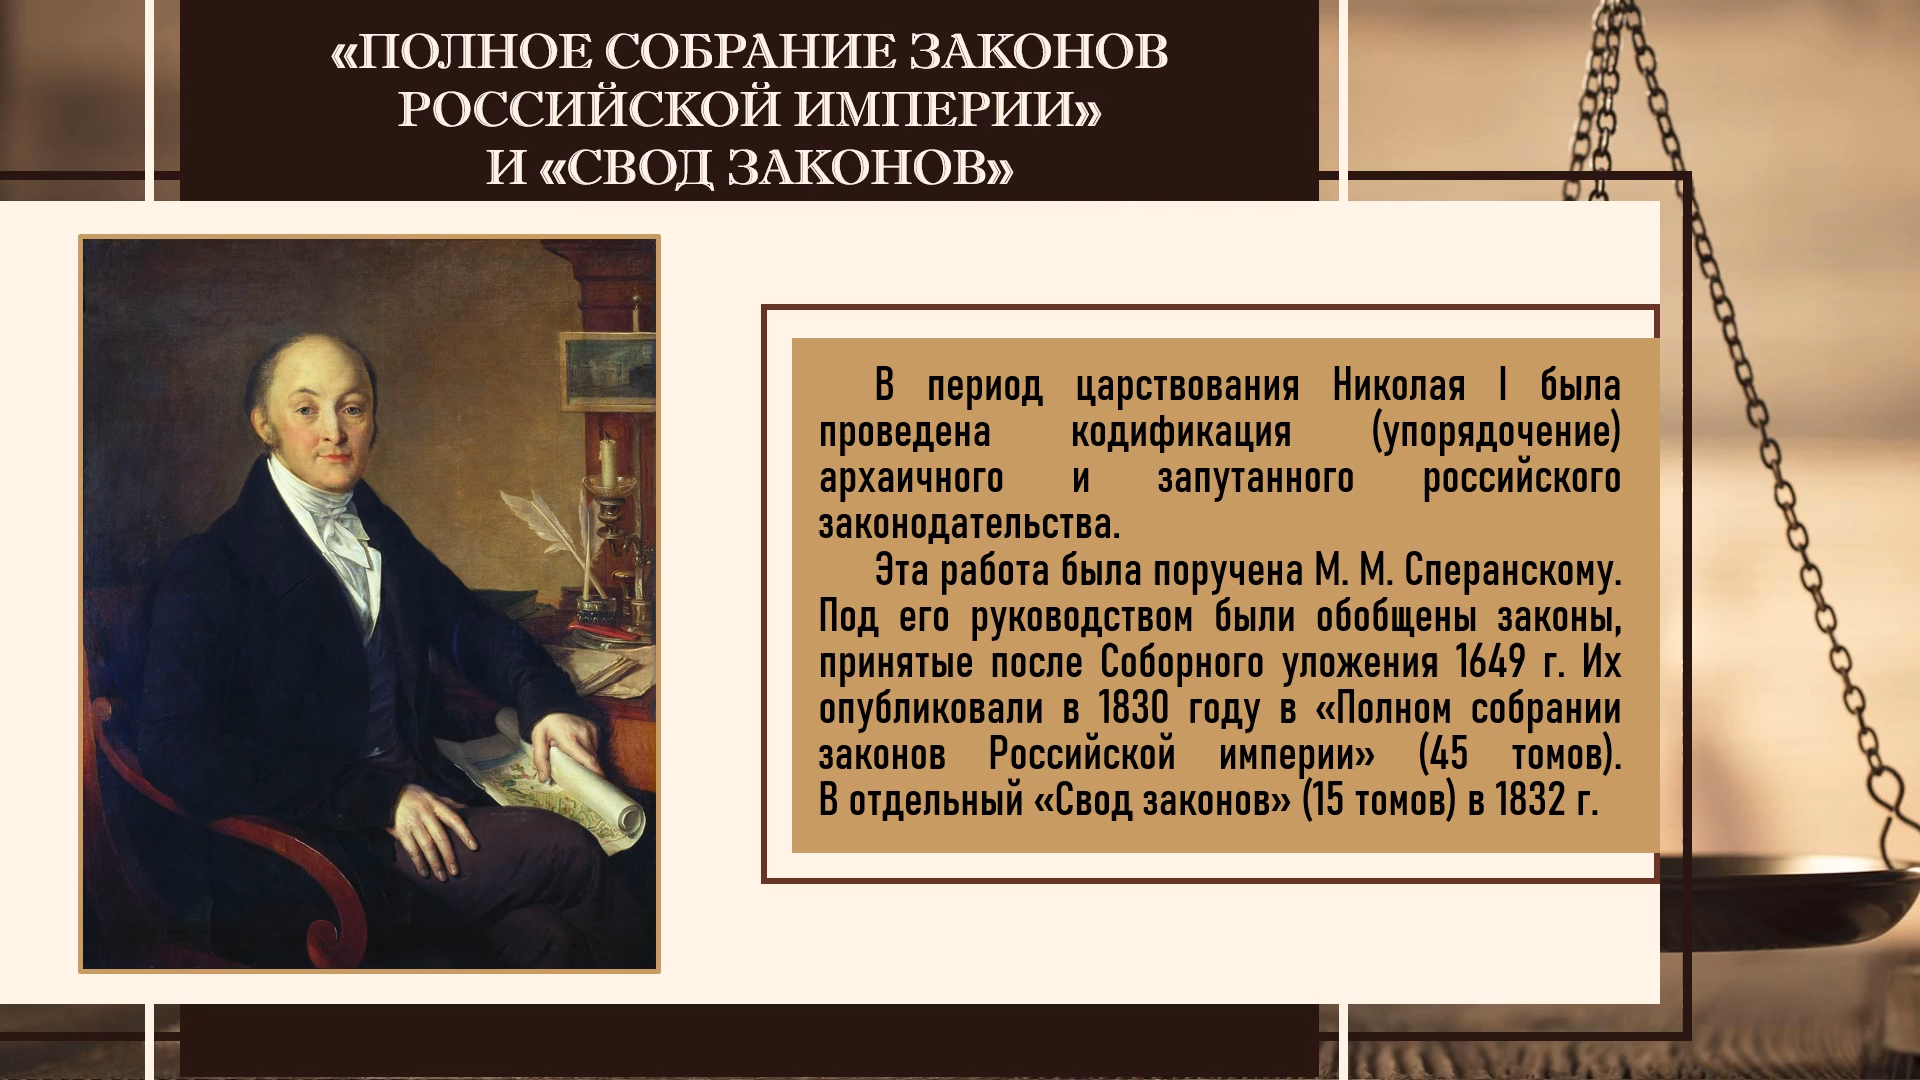 «ПОЛНОЕ СОБРАНИЕ ЗАКОНОВ
РОССИЙСКОЙ ИМПЕРИИ»
И «СВОД ЗАКОНОВ»
В период царствования Николая I была
проведена кодификация (упорядочение)
архаичного и запутанного российского
законодательства.
Эта работа была поручена М. М. Сперанскому.
Под его руководством были обобщены законы,
принятые после Соборного уложения 1649 г. Их
опубликовали в 1830 году в «Полном собрании
законов Российской империи» (45 томов).
В отдельный «Свод законов» (15 томов) в 1832 г.